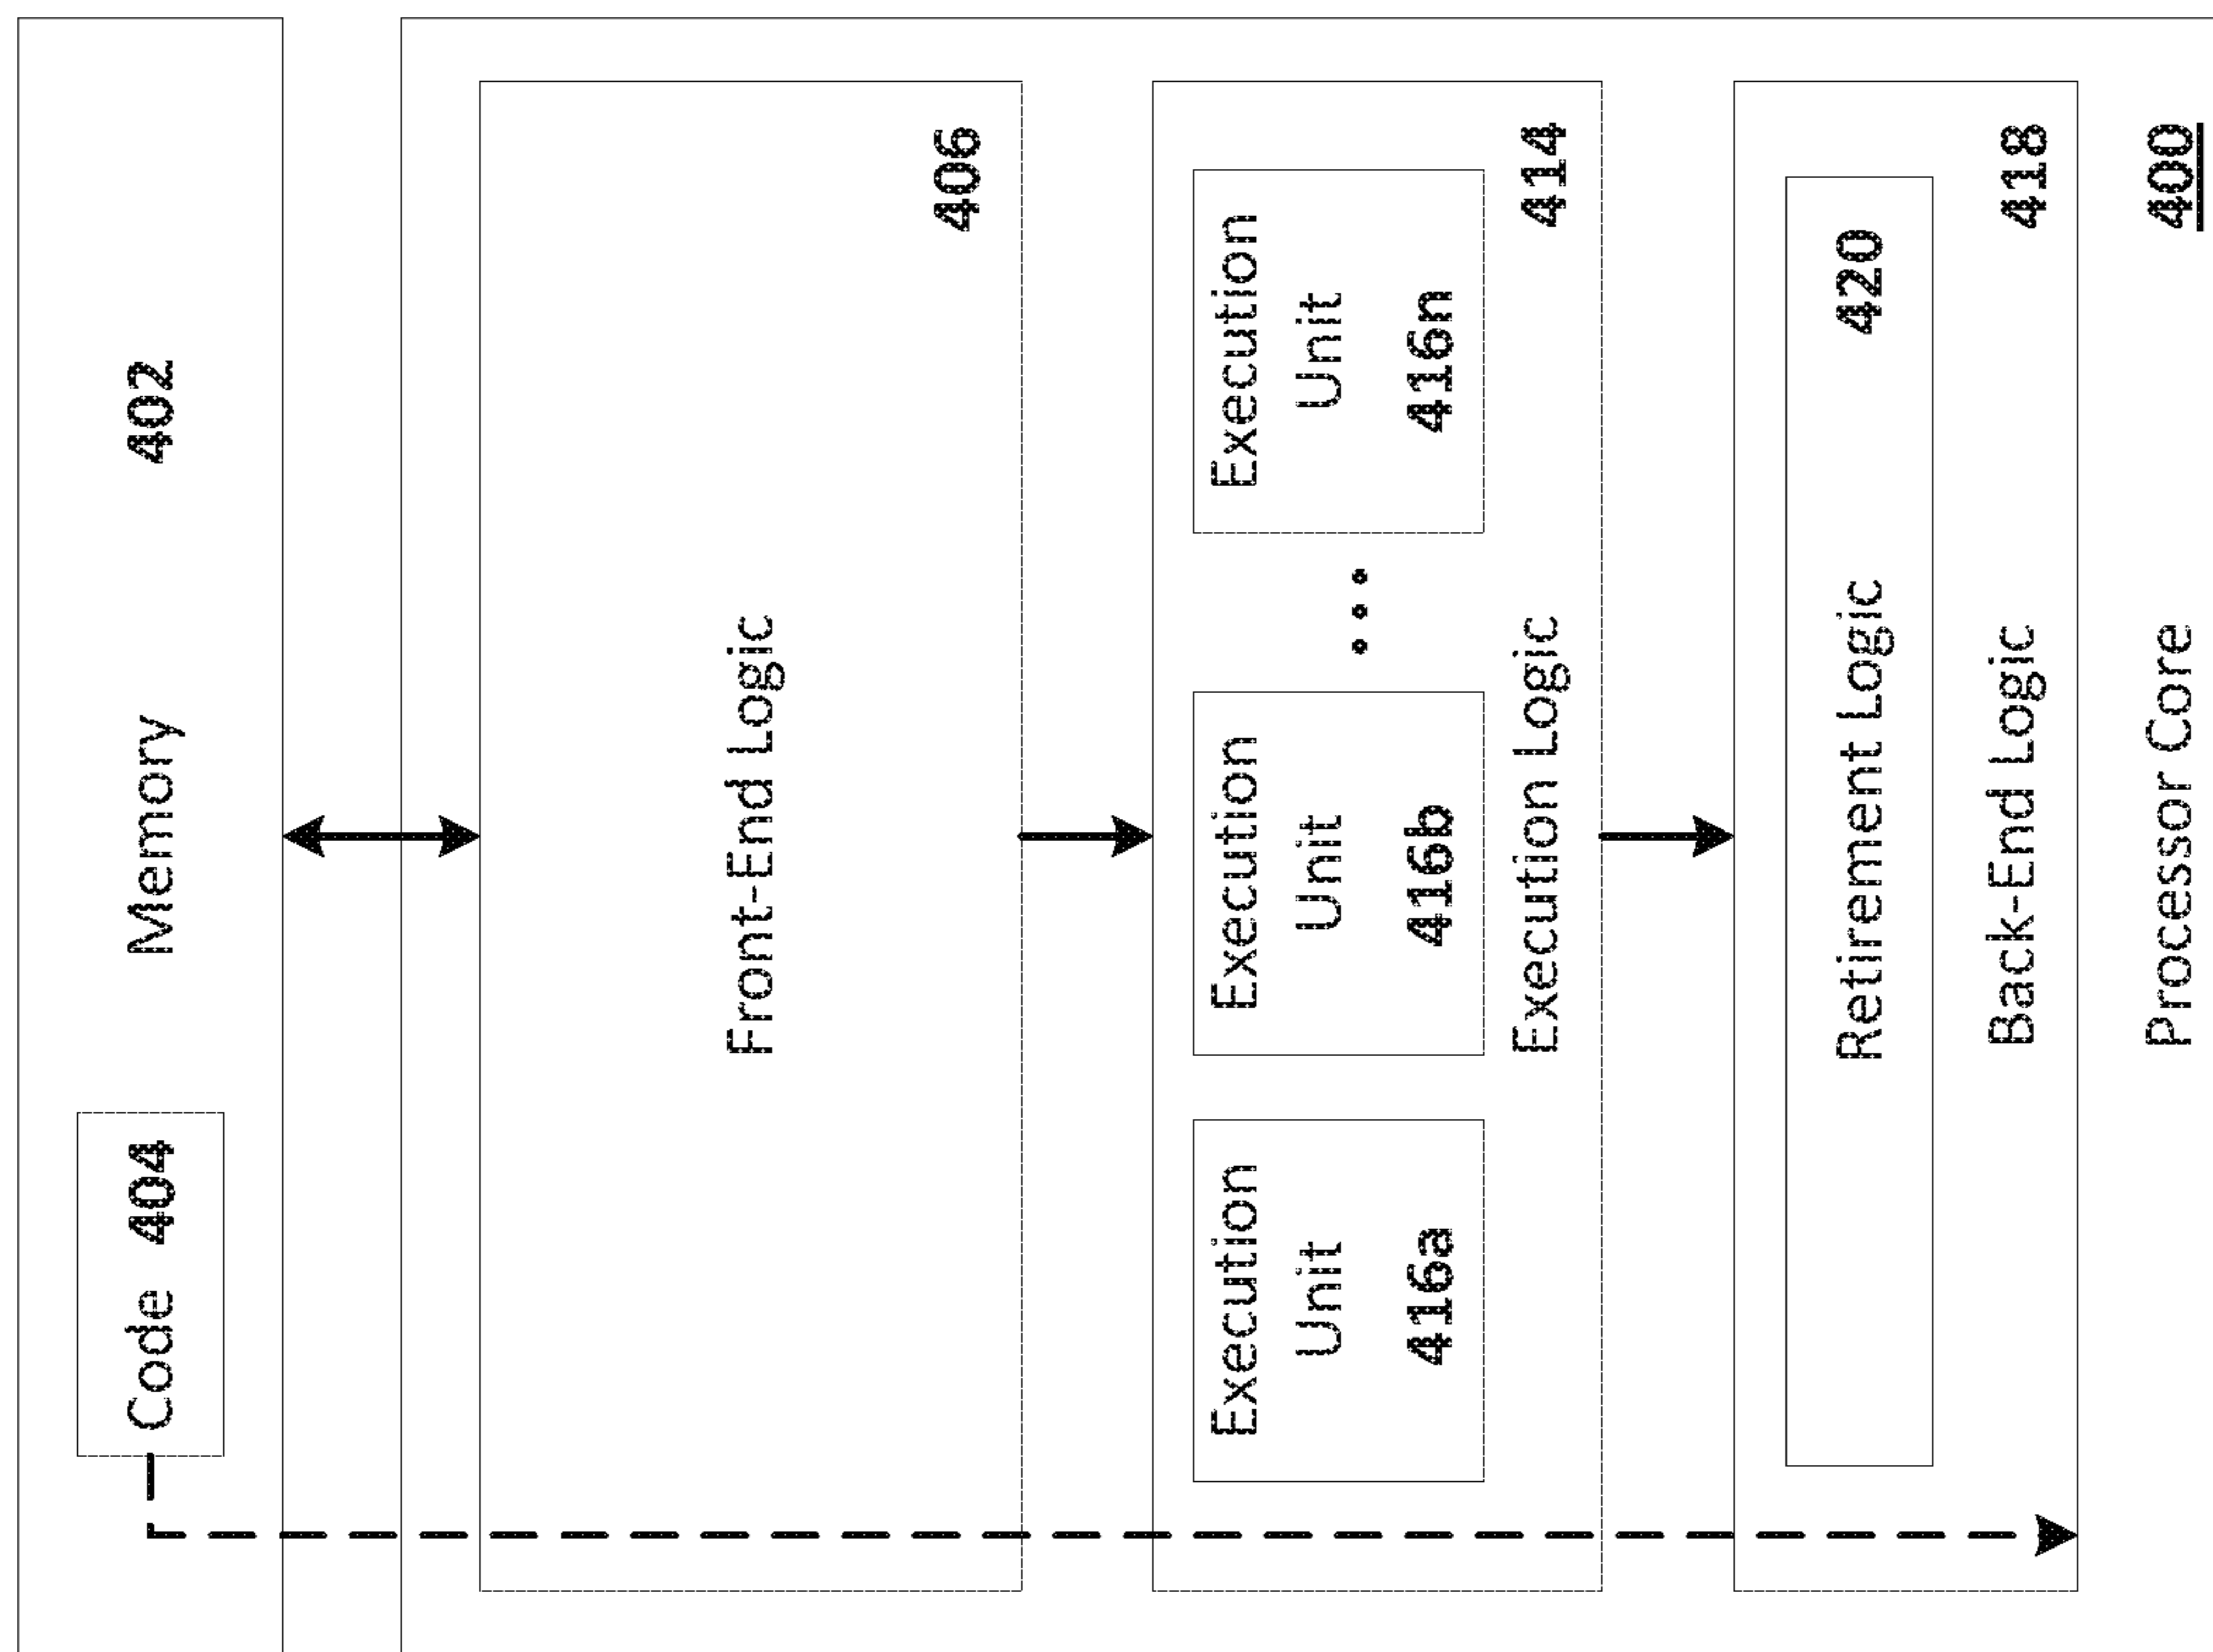 Memory 402
Code 404
Front-End Logic
406
Execution
Unit
416a
Execution
Unit
416b
Execution
Unit
416n
Execution Logic
414
Retirement Logic 420
Back-End Logic 418
Processor Core 400